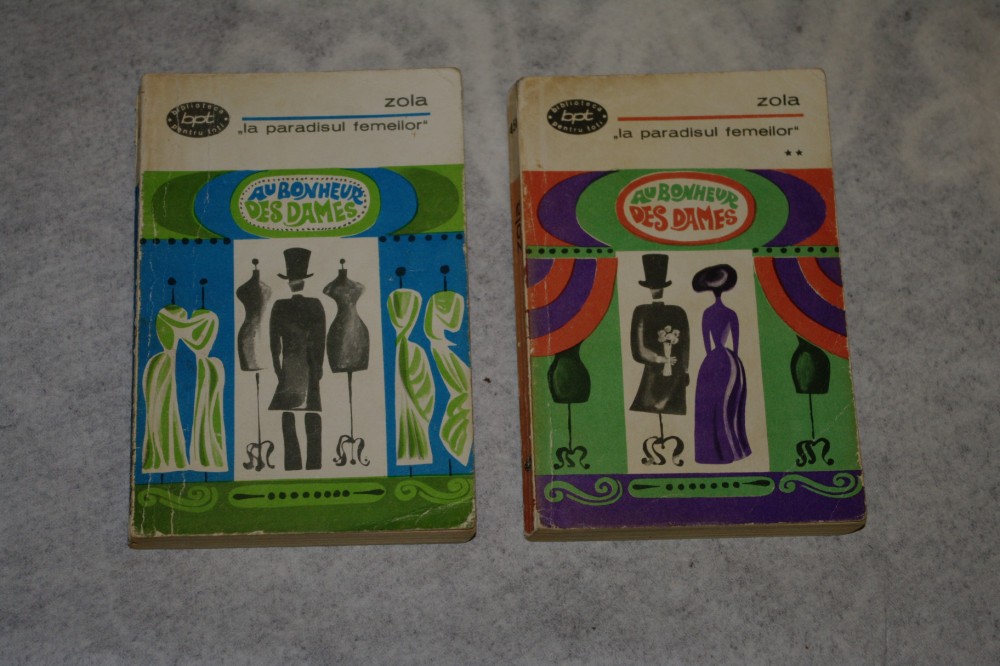 biblioteca
bpt
pentru toți
zola
„la paradisul femeilor"
AU BONHEUR
DES DAMES
biblioteca
bpt
pentru toți
zola
„la paradisul femeilor"
**
AU BONHEUR
DES DAMES